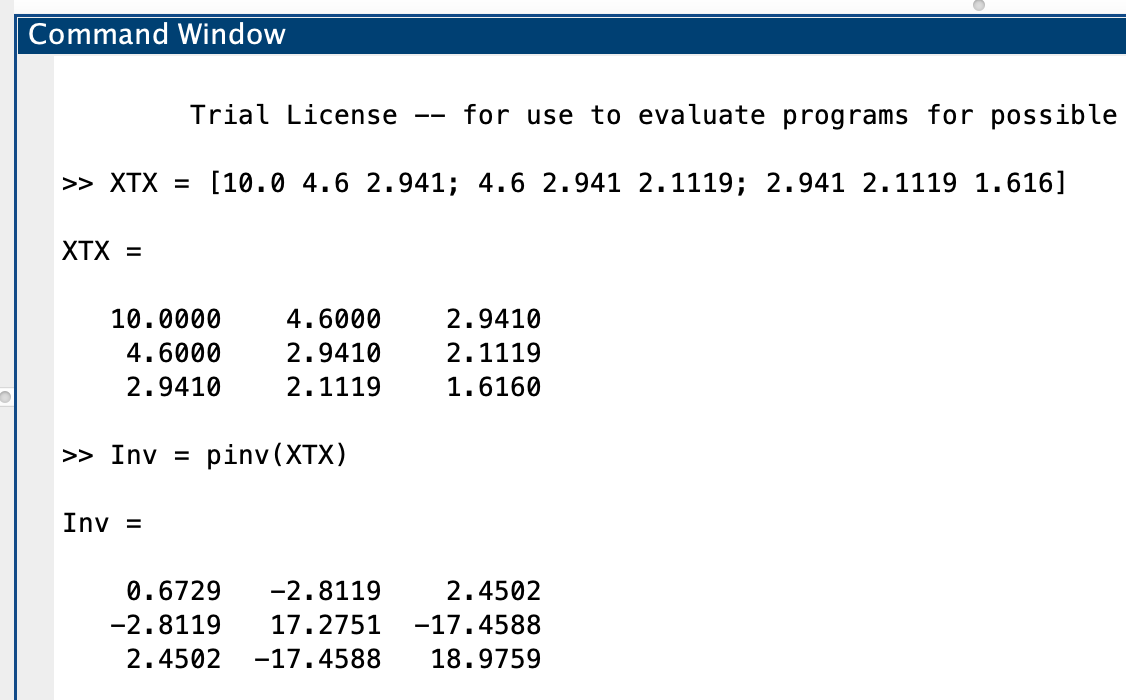 Command Window
Trial License -- for use to evaluate programs for possible
>> XTX = [10.0 4.6 2.941; 4.6 2.941 2.1119; 2.941 2.1119 1.616]
XTX =
10.0000 4.6000 2.9410
4.6000 2.9410 2.1119
2.9410 2.1119 1.6160
>> Inv = pinv(XTX)
Inv =
0.6729 -2.8119 2.4502
-2.8119 17.2751 -17.4588
2.4502 -17.4588 18.9759